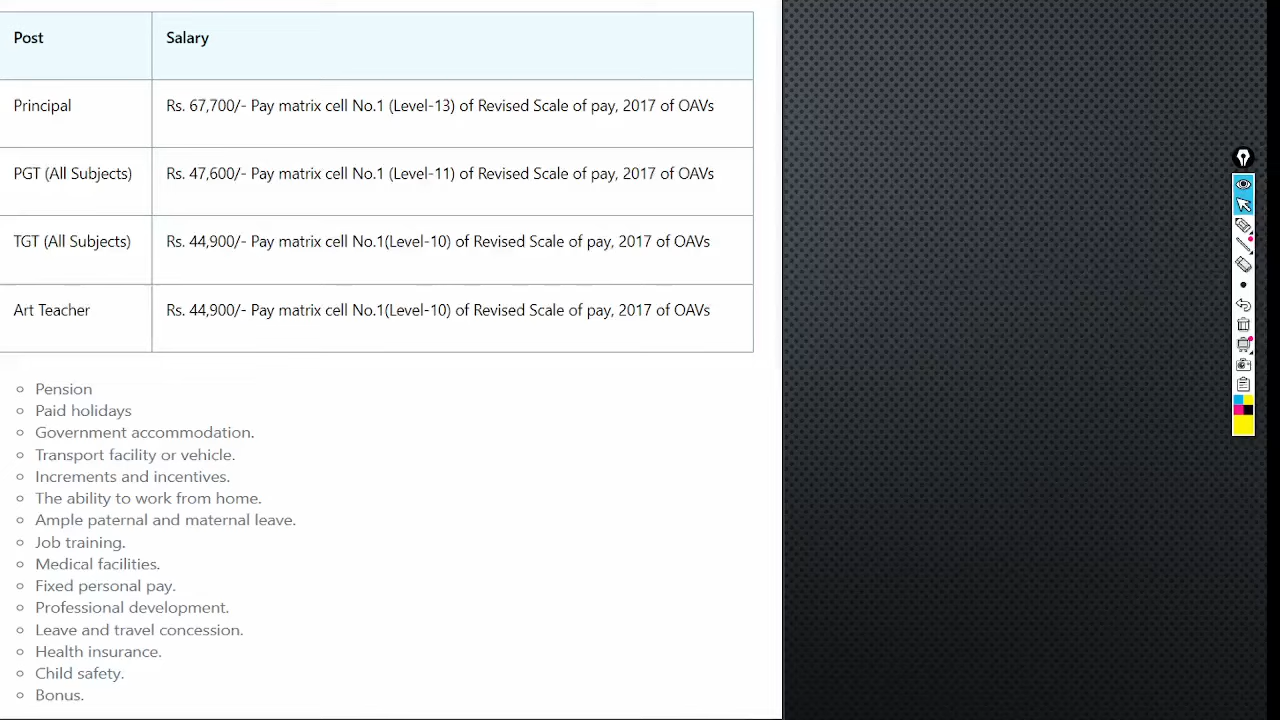 Post Salary
Principal Rs. 67,700/- Pay matrix cell No.1 (Level-13) of Revised Scale of pay, 2017 of OAVs
PGT (All Subjects) Rs. 47,600/- Pay matrix cell No.1 (Level-11) of Revised Scale of pay, 2017 of OAVs
TGT (All Subjects) Rs. 44,900/- Pay matrix cell No.1(Level-10) of Revised Scale of pay, 2017 of OAVs
Art Teacher Rs. 44,900/- Pay matrix cell No.1(Level-10) of Revised Scale of pay, 2017 of OAVs
Pension
Paid holidays
Government accommodation.
Transport facility or vehicle.
Increments and incentives.
The ability to work from home.
Ample paternal and maternal leave.
Job training.
Medical facilities.
Fixed personal pay.
Professional development.
Leave and travel concession.
Health insurance.
Child safety.
Bonus.